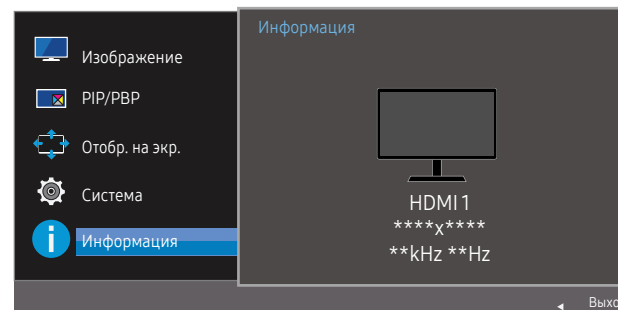 Информация
Изображение
PIP/PBP
Отобр. на экр.
Система
Информация
HDMI 1
****x****
**kHz **Hz